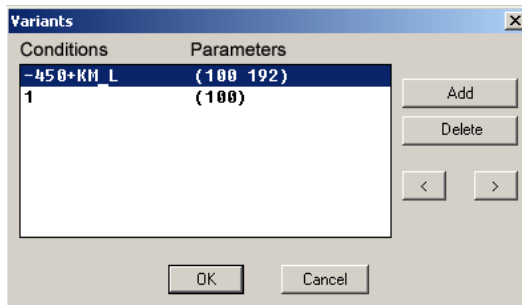 Variants
Conditions Parameters
-450+KM_L (100 192)
1 (100)
Add
Delete
< >
OK Cancel